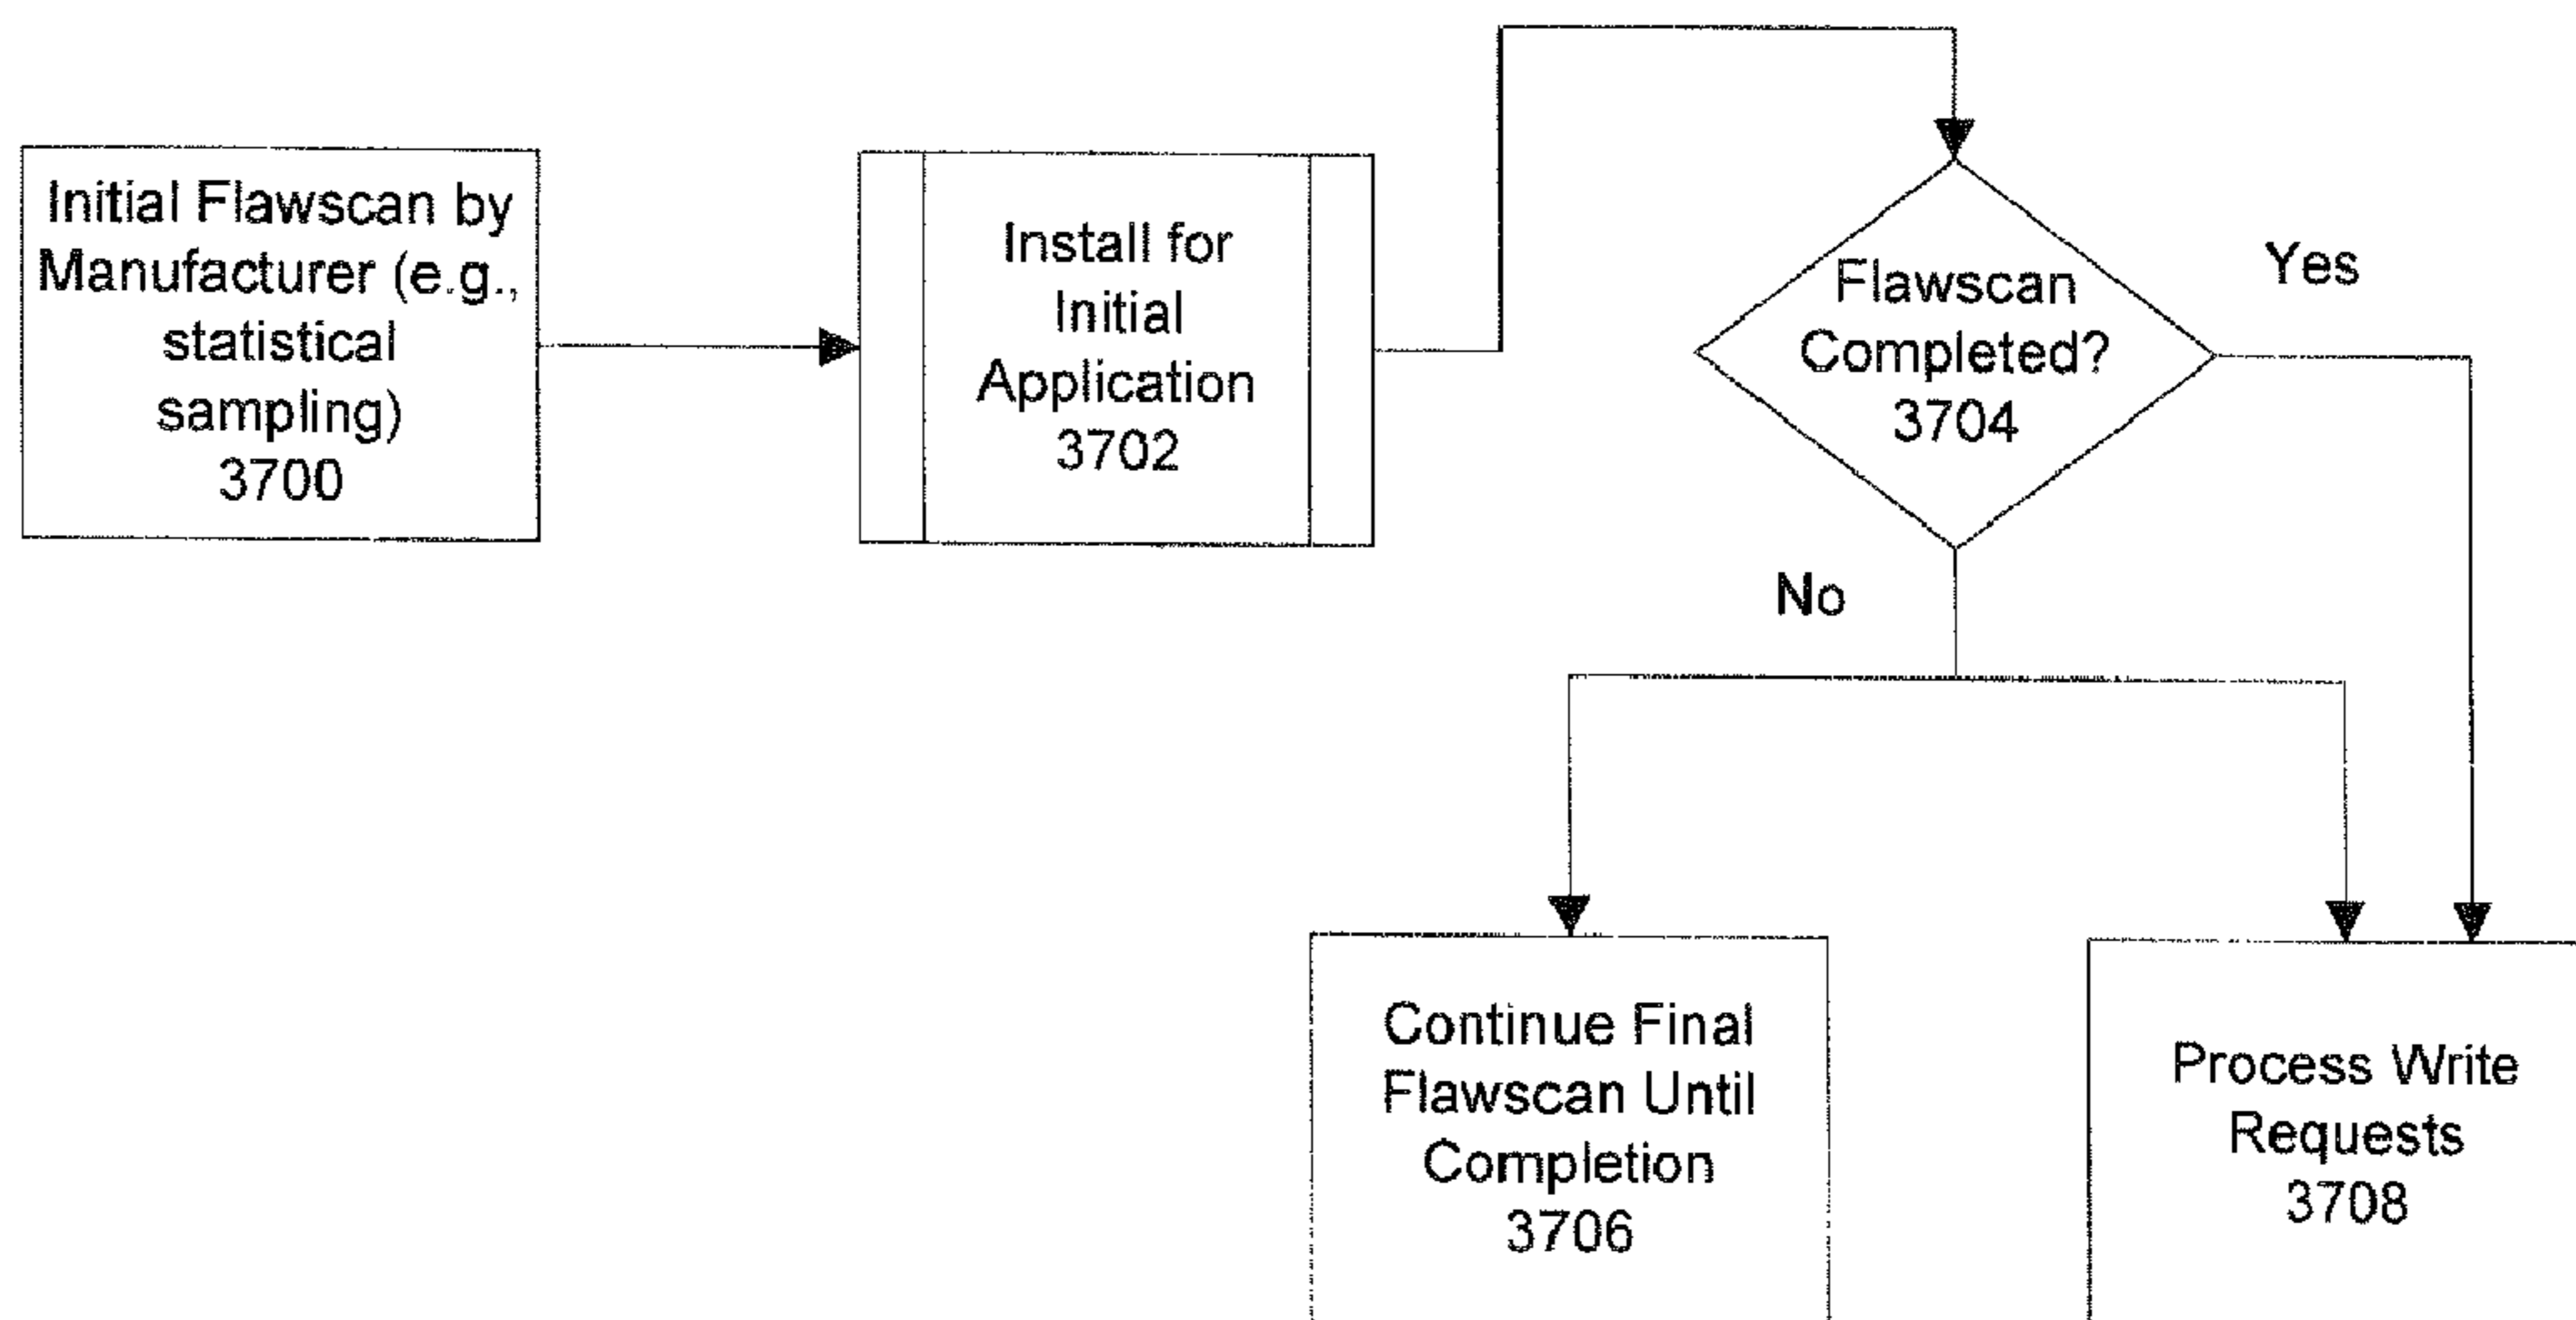 Initial Flawscan by
Manufacturer (e.g.,
statistical
sampling)
3700
Install for
Initial
Application
3702
Flawscan
Completed?
3704
Yes
No
Continue Final
Flawscan Until
Completion
3706
Process Write
Requests
3708